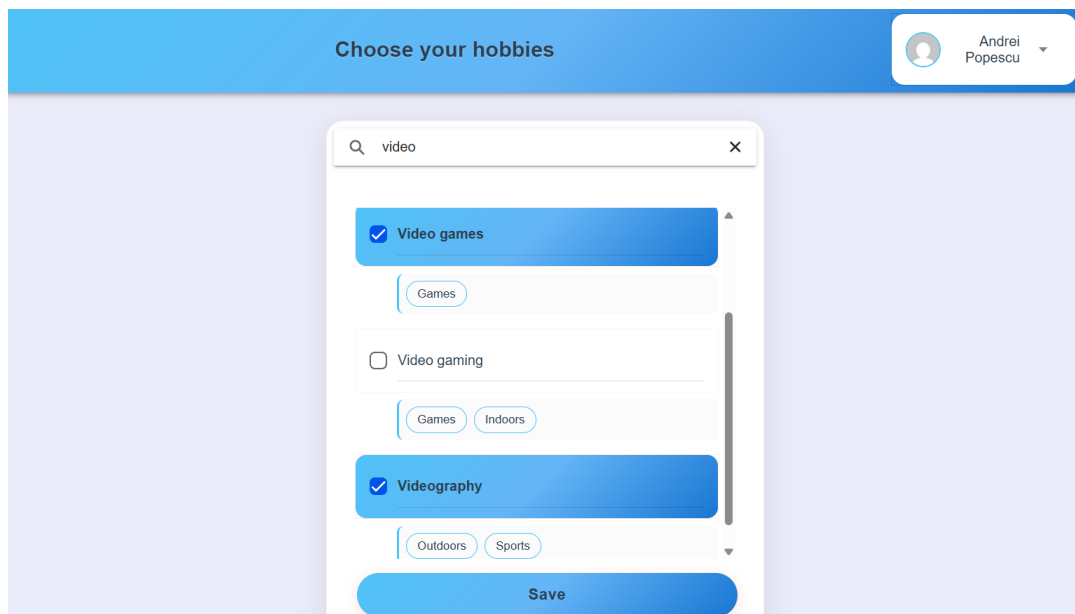 Choose your hobbies
Andrei
Popescu
video
Video games
Games
Video gaming
Games Indoors
Videography
Outdoors Sports
Save